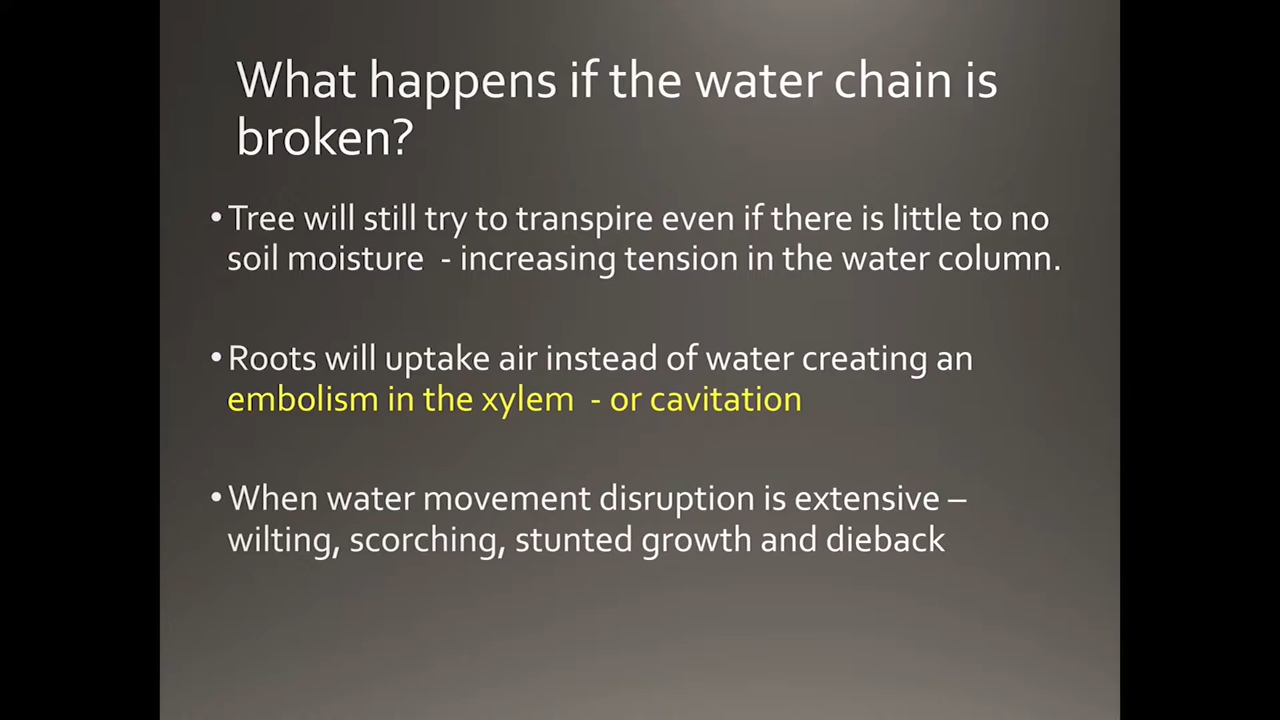 What happens if the water chain is
broken?
• Tree will still try to transpire even if there is little to no
soil moisture  - increasing tension in the water column.
• Roots will uptake air instead of water creating an
embolism in the xylem  - or cavitation
• When water movement disruption is extensive –
wilting, scorching, stunted growth and dieback